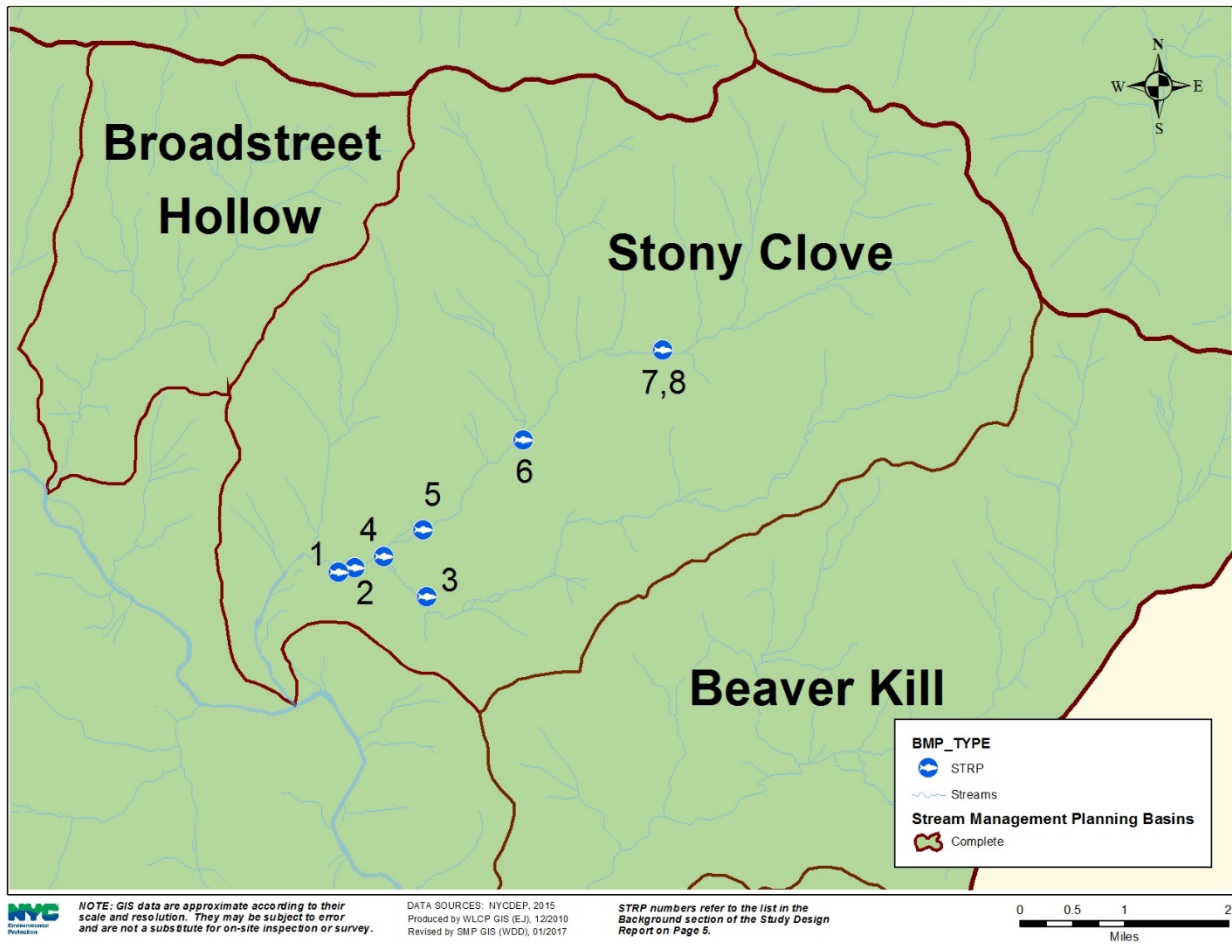 N
W
E
S
Broadstreet
Hollow
Stony Clove
7,8
6
5
4
1
2
3
Beaver Kill
BMP_TYPE
STRP
Streams
Stream Management Planning Basins
Complete
NYC
Environmental
Protection
NOTE: GIS data are approximate according to their
scale and resolution. They may be subject to error
and are not a substitute for on-site inspection or survey.
DATA SOURCES: NYCDEP, 2015
Produced by WLCP GIS (EJ), 12/2010
Revised by SMP GIS (WDD), 01/2017
STRP numbers refer to the list in the
Background section of the Study Design
Report on Page 5.
0 0.5 1 2
Miles